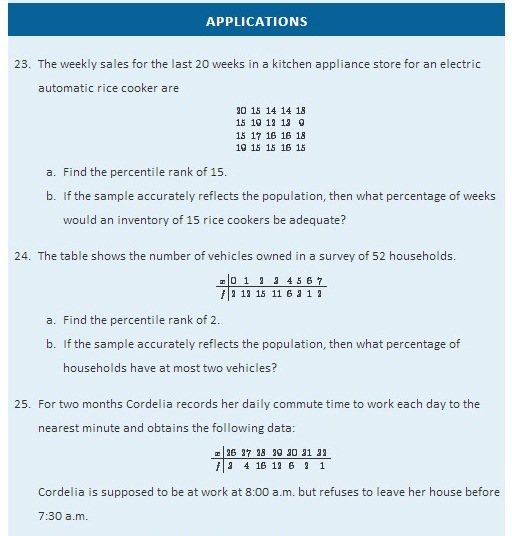 APPLICATIONS
23. The weekly sales for the last 20 weeks in a kitchen appliance store for an electric
automatic rice cooker are
20 15 14 14 18
15 19 12 13 9
15 17 16 16 18
19 15 15 16 15
a. Find the percentile rank of 15.
b. If the sample accurately reflects the population, then what percentage of weeks
would an inventory of 15 rice cookers be adequate?
24. The table shows the number of vehicles owned in a survey of 52 households.
x 0 1 2 3 4 5 6 7
f 2 12 15 11 6 3 1 2
a. Find the percentile rank of 2.
b. If the sample accurately reflects the population, then what percentage of
households have at most two vehicles?
25. For two months Cordelia records her daily commute time to work each day to the
nearest minute and obtains the following data:
x 26 27 28 29 30 31 32
f 3 4 16 12 6 2 1
Cordelia is supposed to be at work at 8:00 a.m. but refuses to leave her house before
7:30 a.m.